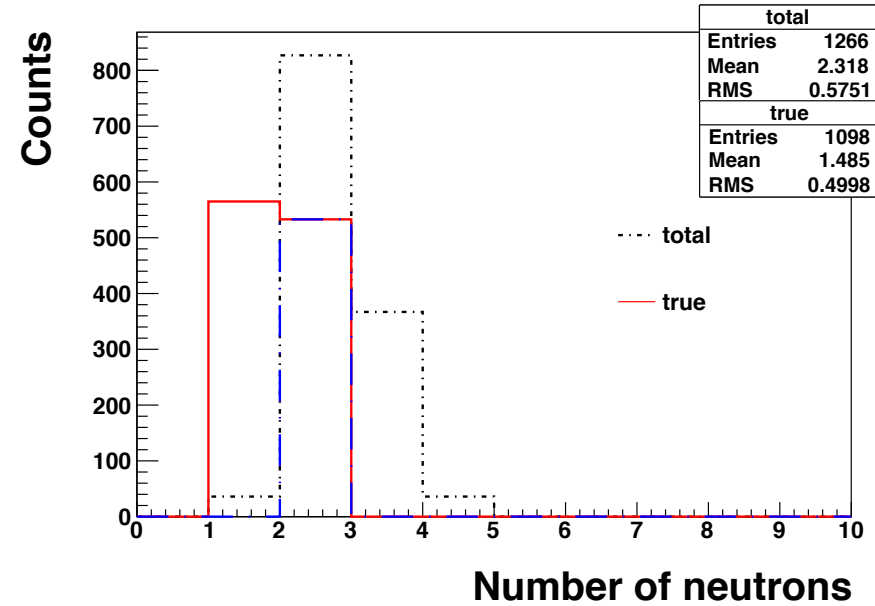 total
Entries 1266
Mean 2.318
RMS 0.5751
true
Entries 1098
Mean 1.485
RMS 0.4998
Counts
800
700
600
500
400
300
200
100
0
total
true
0 1 2 3 4 5 6 7 8 9 10
Number of neutrons